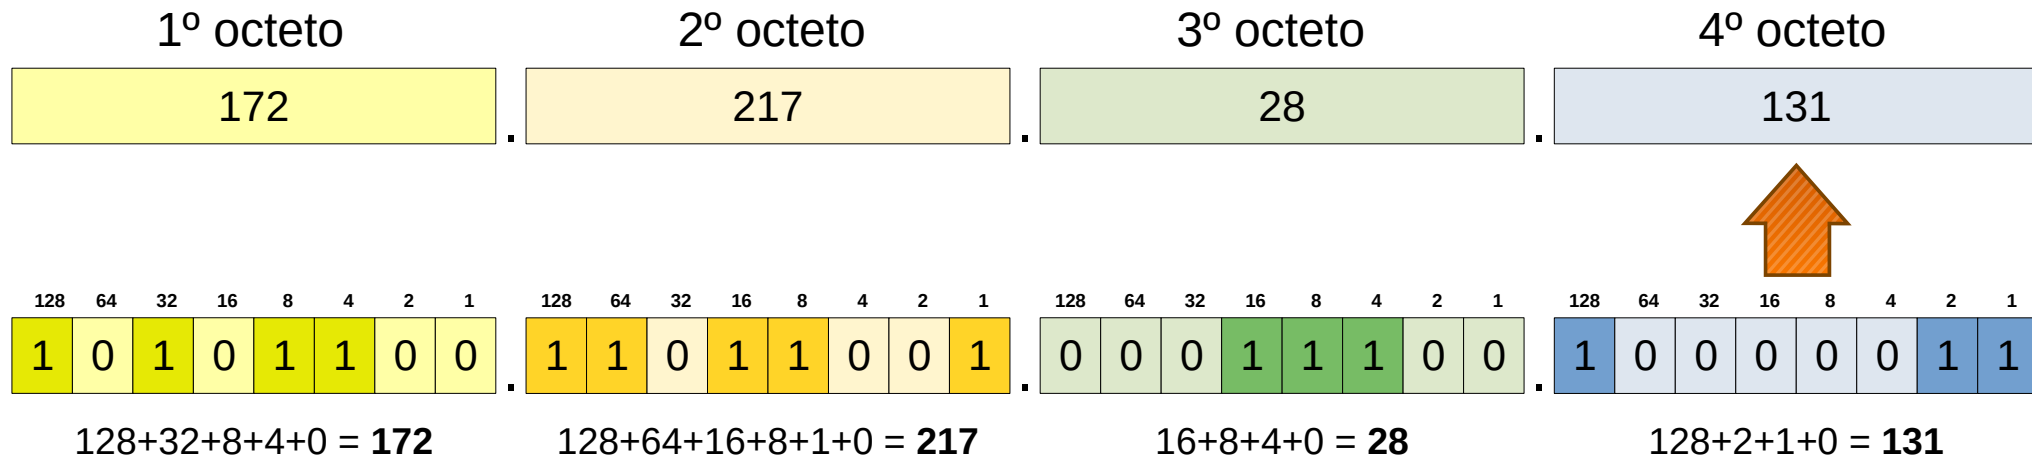 1º octeto 2º octeto 3º octeto 4º octeto
172 . 217 . 28 . 131
128 64 32 16 8 4 2 1 128 64 32 16 8 4 2 1 128 64 32 16 8 4 2 1 128 64 32 16 8 4 2 1
1 0 1 0 1 1 0 0 . 1 1 0 1 1 0 0 1 . 0 0 0 1 1 1 0 0 . 1 0 0 0 0 0 1 1
128+32+8+4+0 = 172 128+64+16+8+1+0 = 217 16+8+4+0 = 28 128+2+1+0 = 131